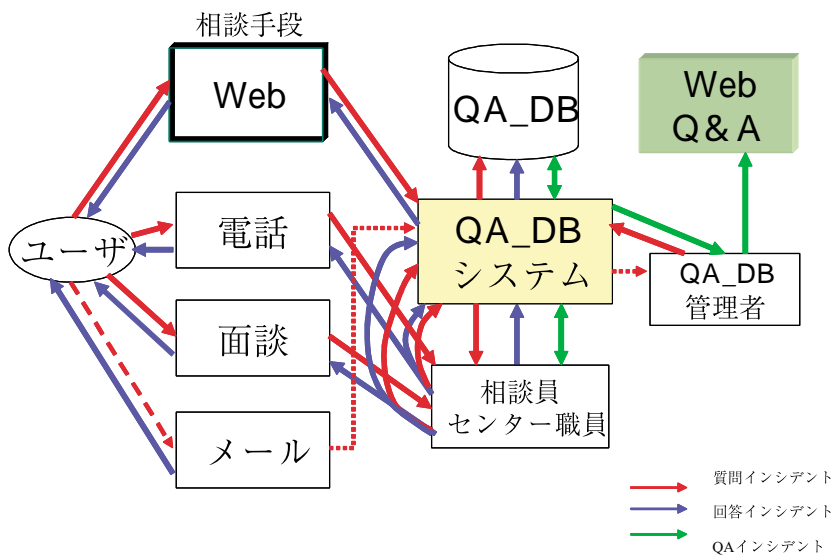 相談手段
Web
QA_DB
Web
Q&A
ユーザ
電話
QA_DB
システム
QA_DB
管理者
面談
相談員
センター職員
メール
質問インシデント
回答インシデント
QAインシデント